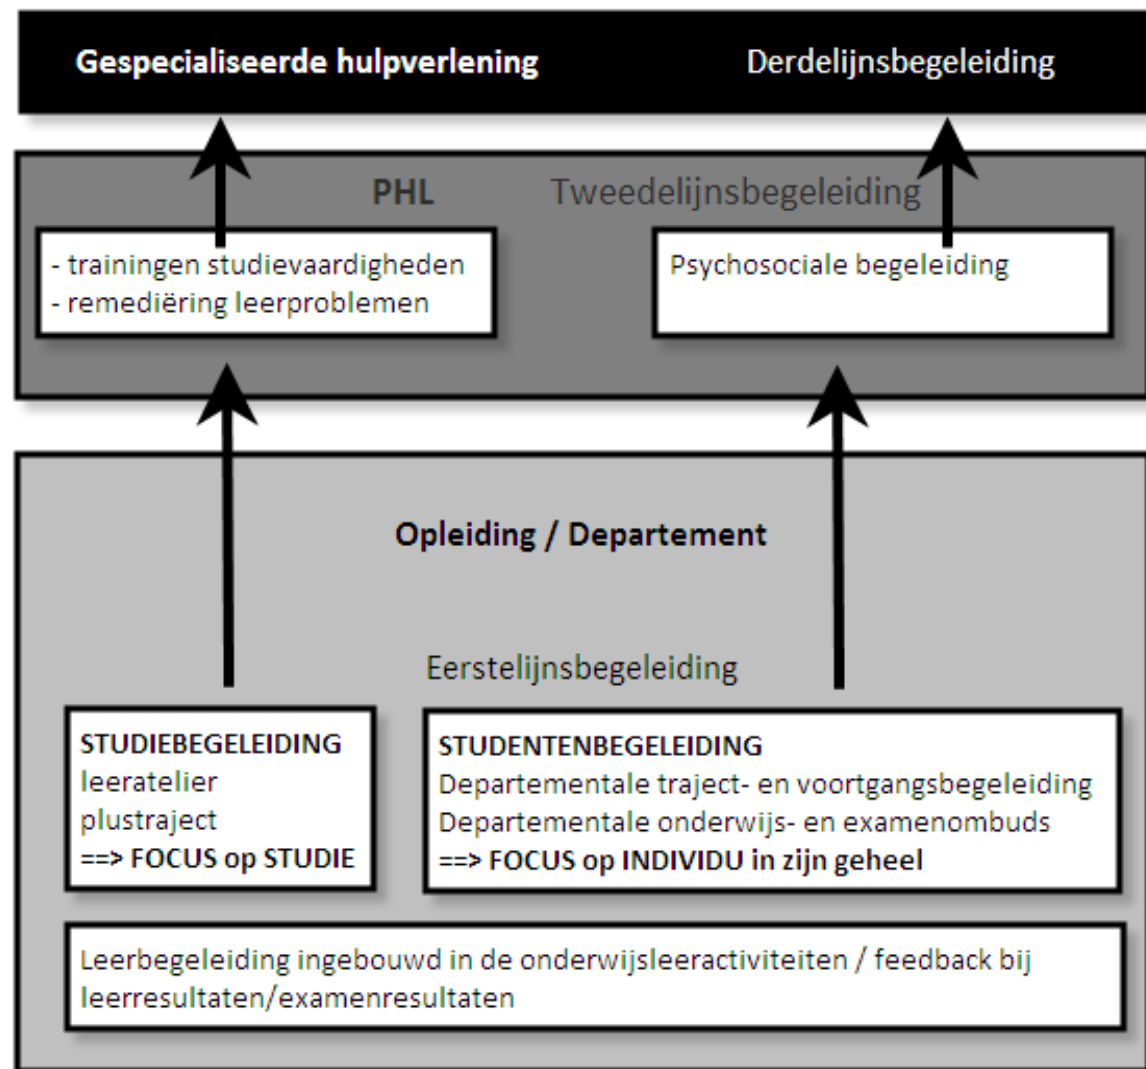 Gespecialiseerde hulpverlening Derdelijnsbegeleiding
PHL Tweedelijnsbegeleiding
- trainingen studievaardigheden
- remediëring leerproblemen
Psychosociale begeleiding
Opleiding / Departement
Eerstelijnsbegeleiding
STUDIEBEGELEIDING
leeratelier
plustraject
==> FOCUS op STUDIE
STUDENTENBEGELEIDING
Departementale traject- en voortgangsbegeleiding
Departementale onderwijs- en examenombuds
==> FOCUS op INDIVIDU in zijn geheel
Leerbegeleiding ingebouwd in de onderwijsleeractiviteiten / feedback bij
leerresultaten/examenresultaten